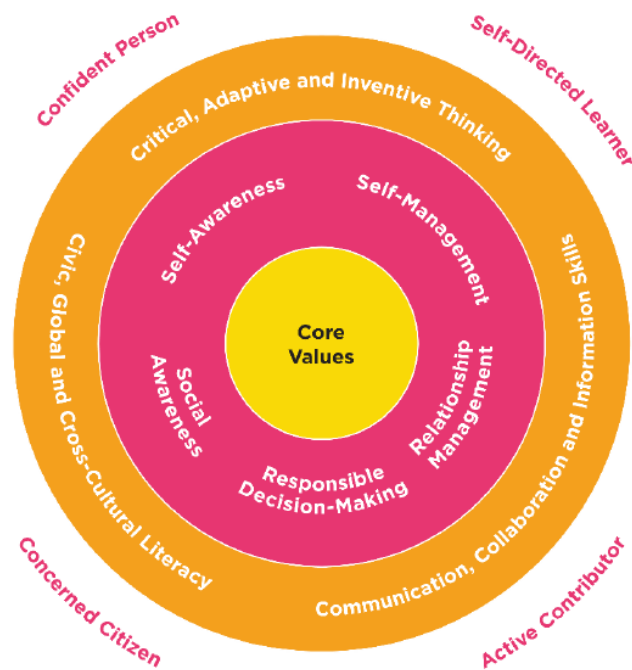 Confident Person
Self-Directed Learner
Critical, Adaptive and Inventive Thinking
Self-Awareness
Self-Management
Civic, Global and Cross-Cultural Literacy
Communication, Collaboration and Information Skills
Core
Values
Social
Awareness
Relationship
Management
Responsible
Decision-Making
Concerned Citizen
Active Contributor